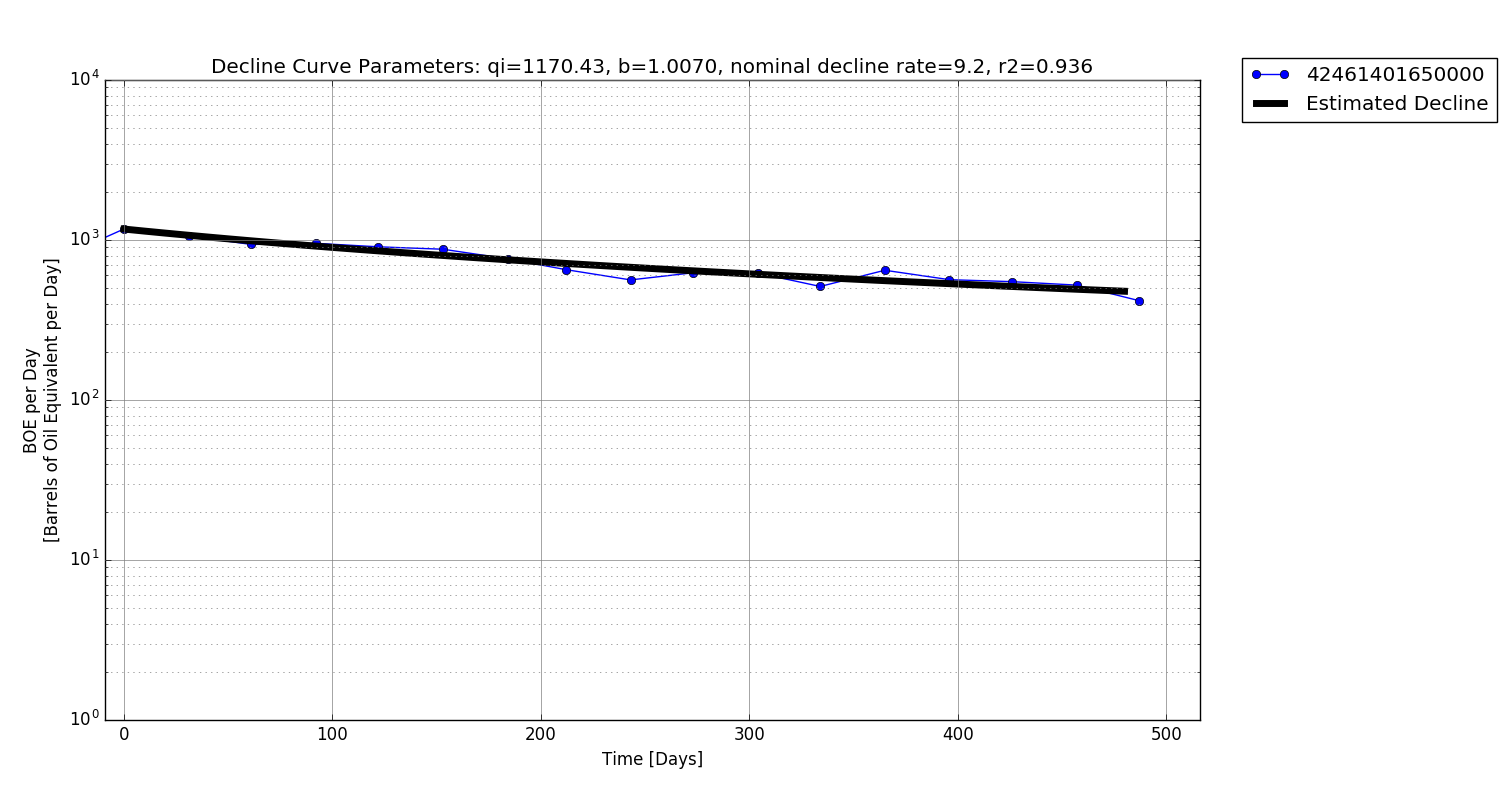 Decline Curve Parameters: qi=1170.43, b=1.0070, nominal decline rate=9.2, r2=0.936
42461401650000
Estimated Decline
10^4
10^3
10^2
10^1
10^0
BOE per Day
[Barrels of Oil Equivalent per Day]
0 100 200 300 400 500
Time [Days]